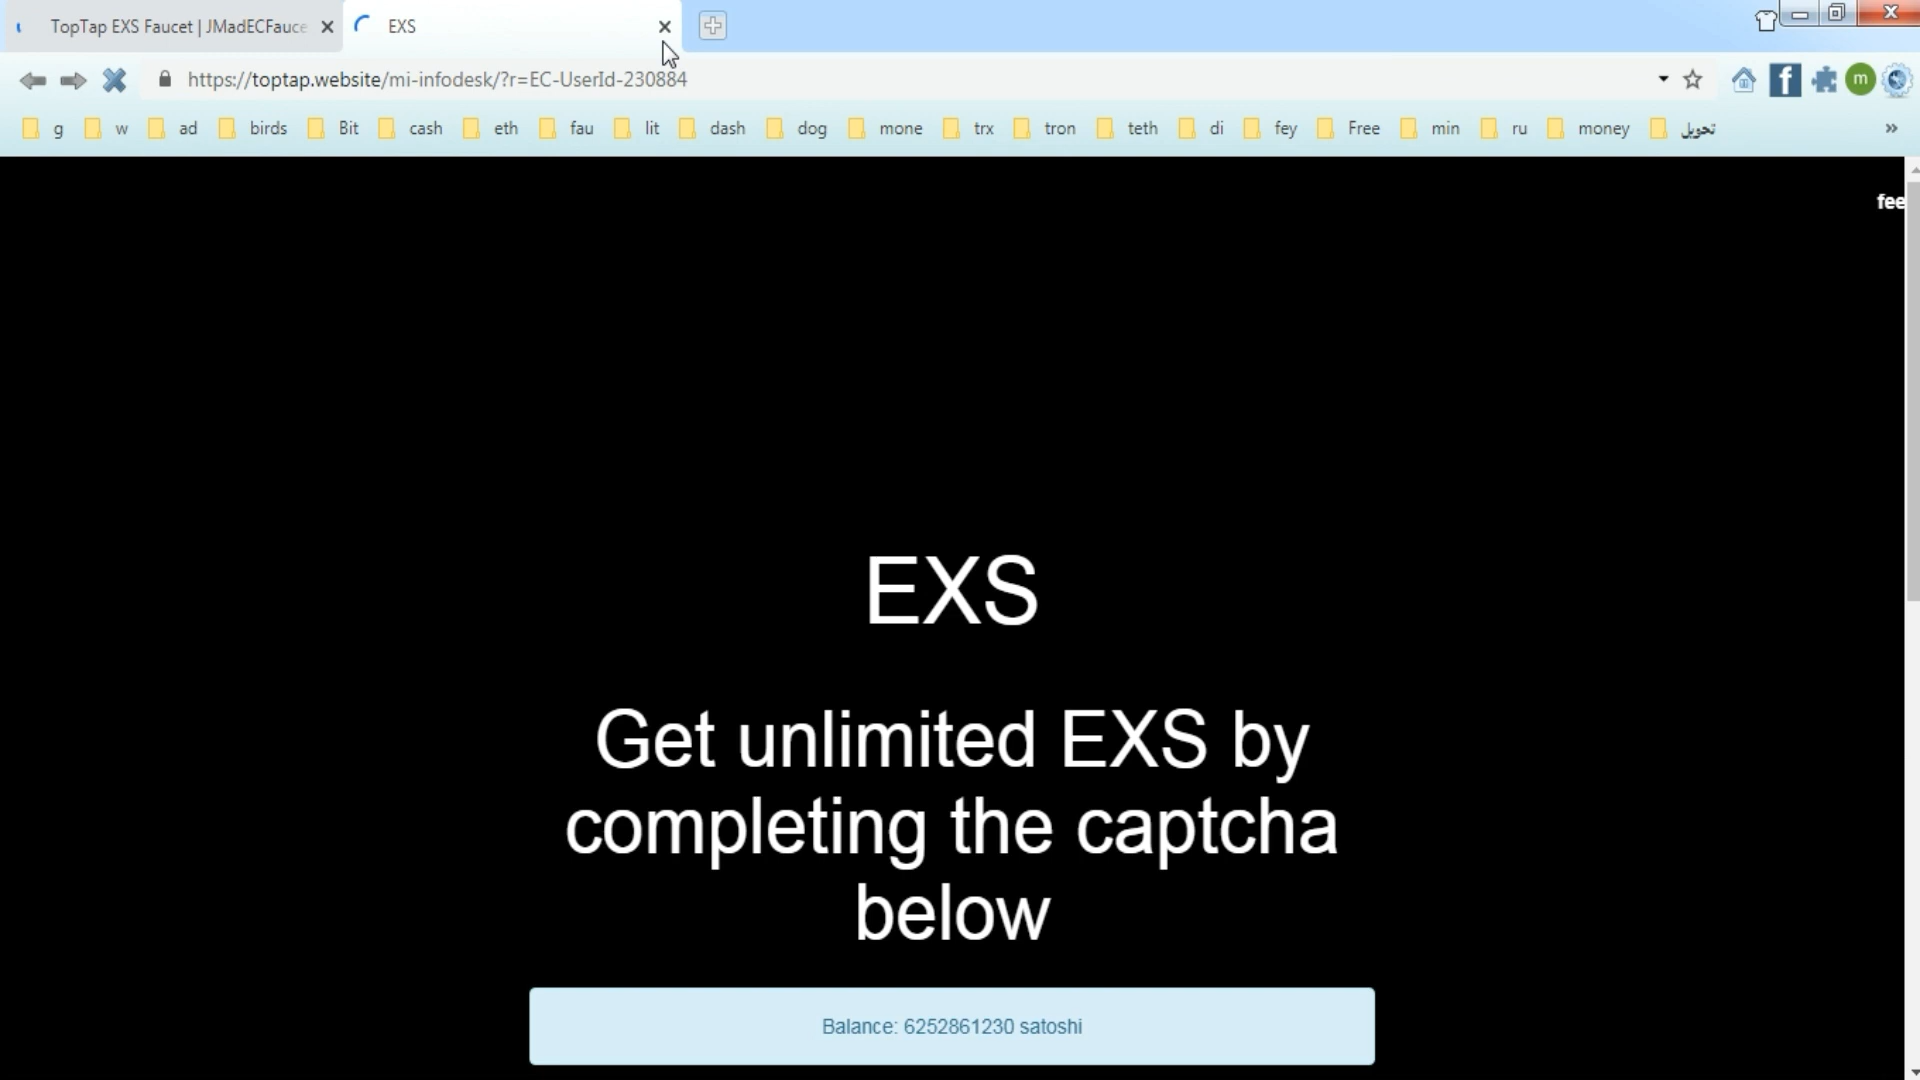 TopTap EXS Faucet | JMadECFauce
EXS
https://toptap.website/mi-infodesk/?r=EC-UserId-230884
f
m
g w ad birds Bit cash eth fau lit dash dog mone trx tron teth di fey Free min ru money تحويل »
fee
EXS
Get unlimited EXS by
completing the captcha
below
Balance: 6252861230 satoshi